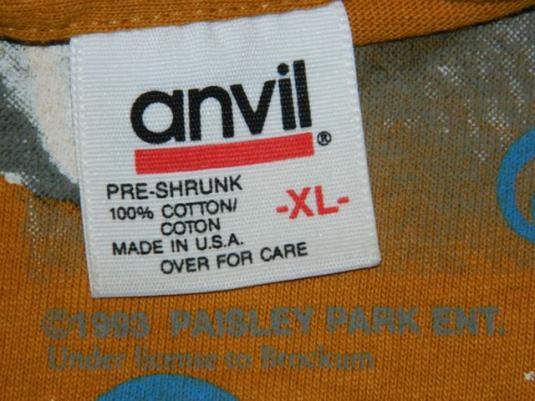 anvil®
PRE-SHRUNK
100% COTTON/
COTON
-XL-
MADE IN U.S.A.
OVER FOR CARE
©1993 PAISLEY PARK ENT.
Under license to Brockum